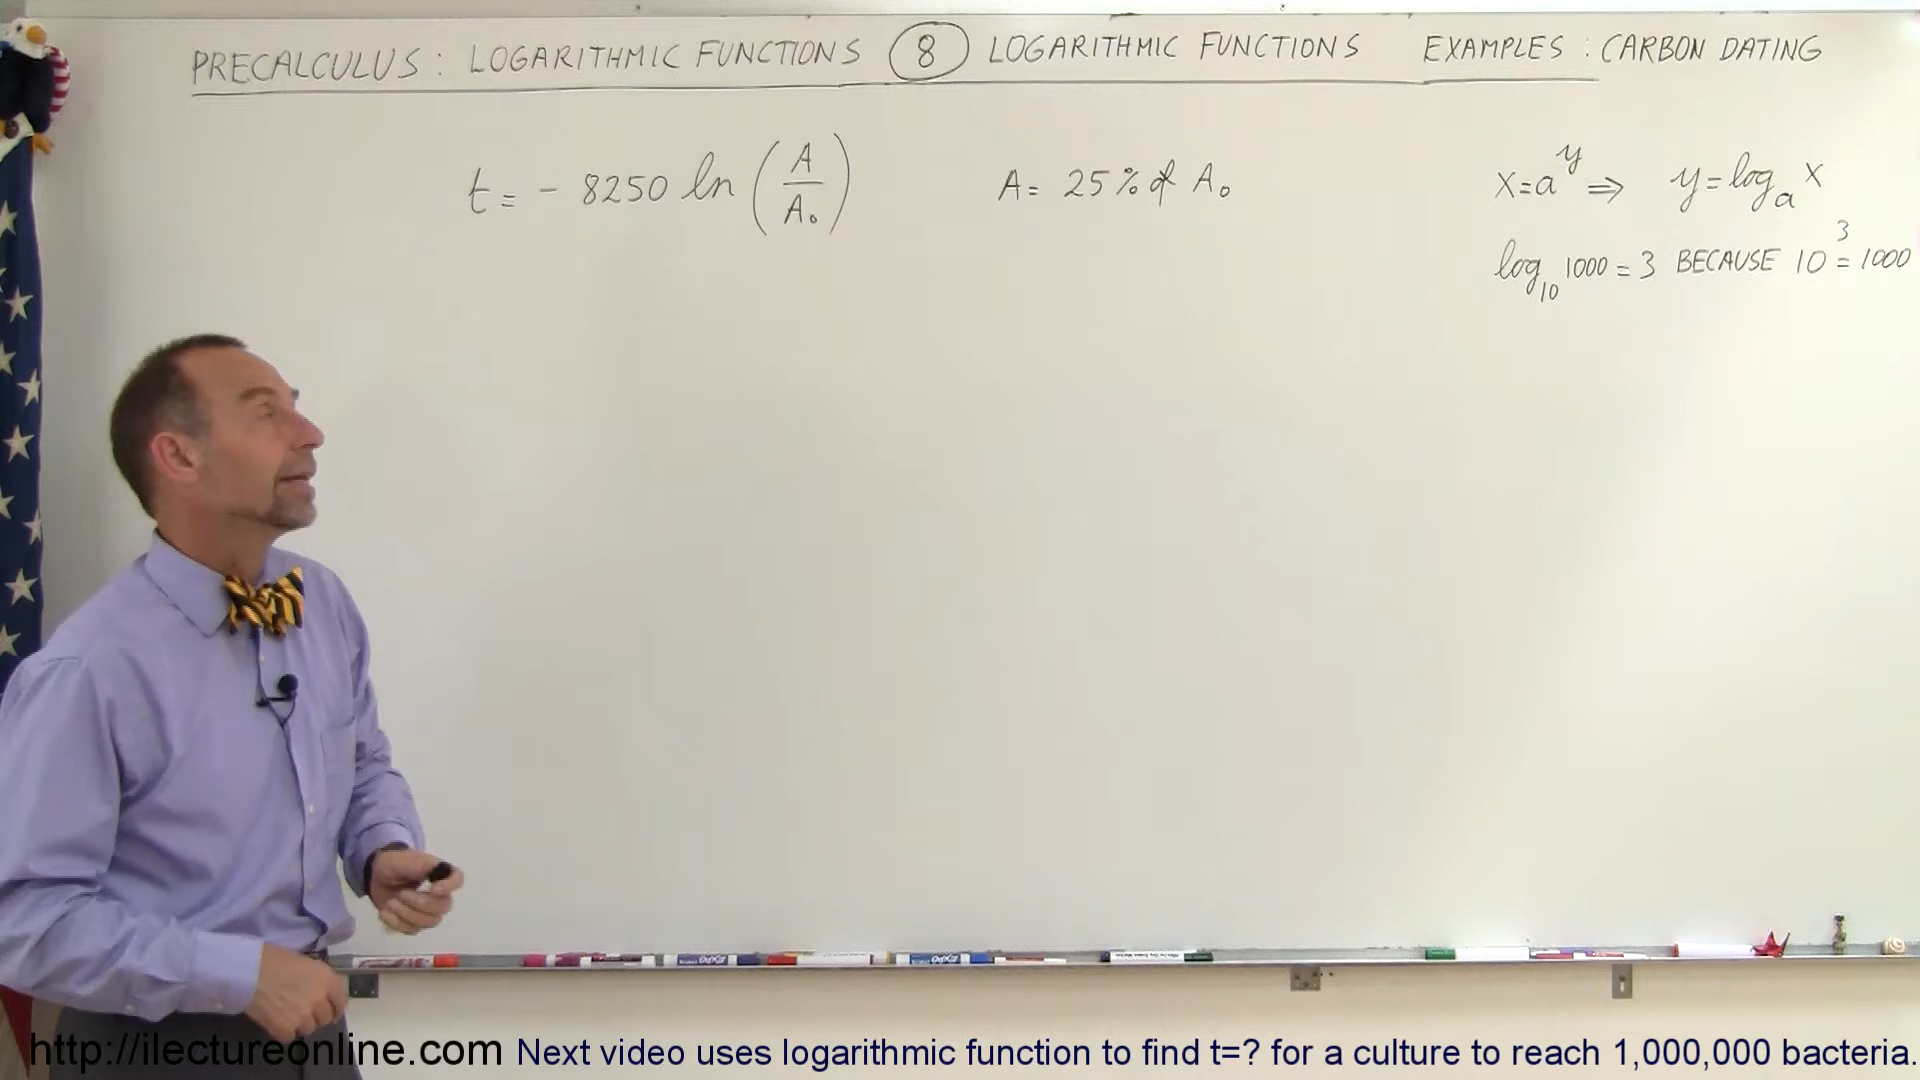 PRECALCULUS: LOGARITHMIC FUNCTIONS 8 LOGARITHMIC FUNCTIONS EXAMPLES: CARBON DATING
t = - 8250 ln (A/A₀) A = 25% of A₀ x = a^y ⇒ y = log_a x
log₁₀ 1000 = 3 BECAUSE 10³ = 1000
EXPO
EXPO
http://ilectureonline.com Next video uses logarithmic function to find t=? for a culture to reach 1,000,000 bacteria.